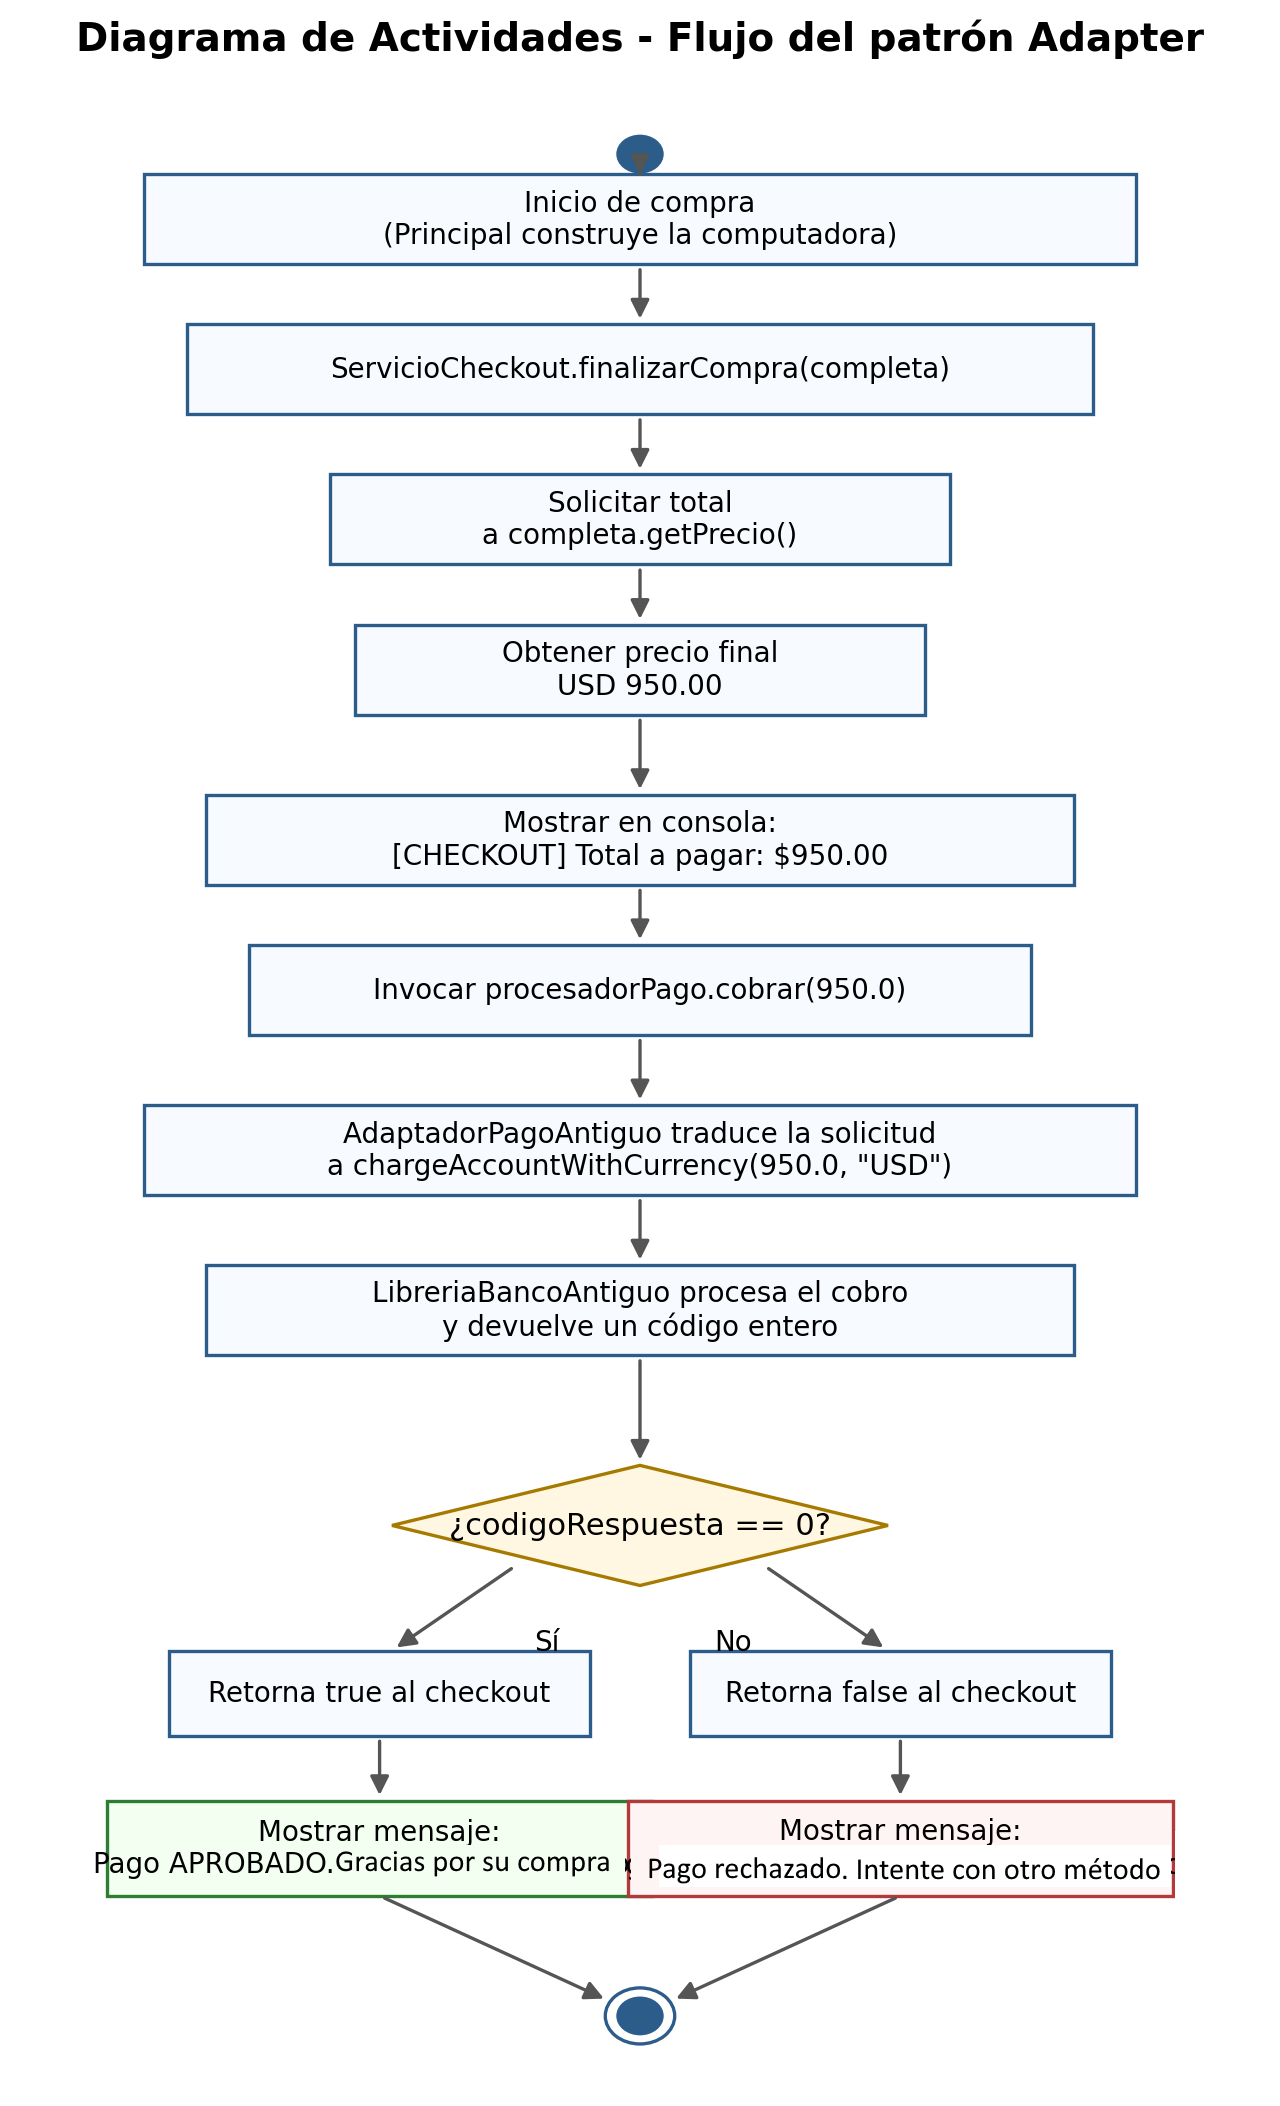 Diagrama de Actividades - Flujo del patrón Adapter
Inicio de compra
(Principal construye la computadora)
ServicioCheckout.finalizarCompra(completa)
Solicitar total
a completa.getPrecio()
Obtener precio final
USD 950.00
Mostrar en consola:
[CHECKOUT] Total a pagar: $950.00
Invocar procesadorPago.cobrar(950.0)
AdaptadorPagoAntiguo traduce la solicitud
a chargeAccountWithCurrency(950.0, "USD")
LibreriaBancoAntiguo procesa el cobro
y devuelve un código entero
¿codigoRespuesta == 0?
Sí
No
Retorna true al checkout
Retorna false al checkout
Mostrar mensaje:
Pago APROBADO.Gracias por su compra
Mostrar mensaje:
Pago rechazado. Intente con otro método